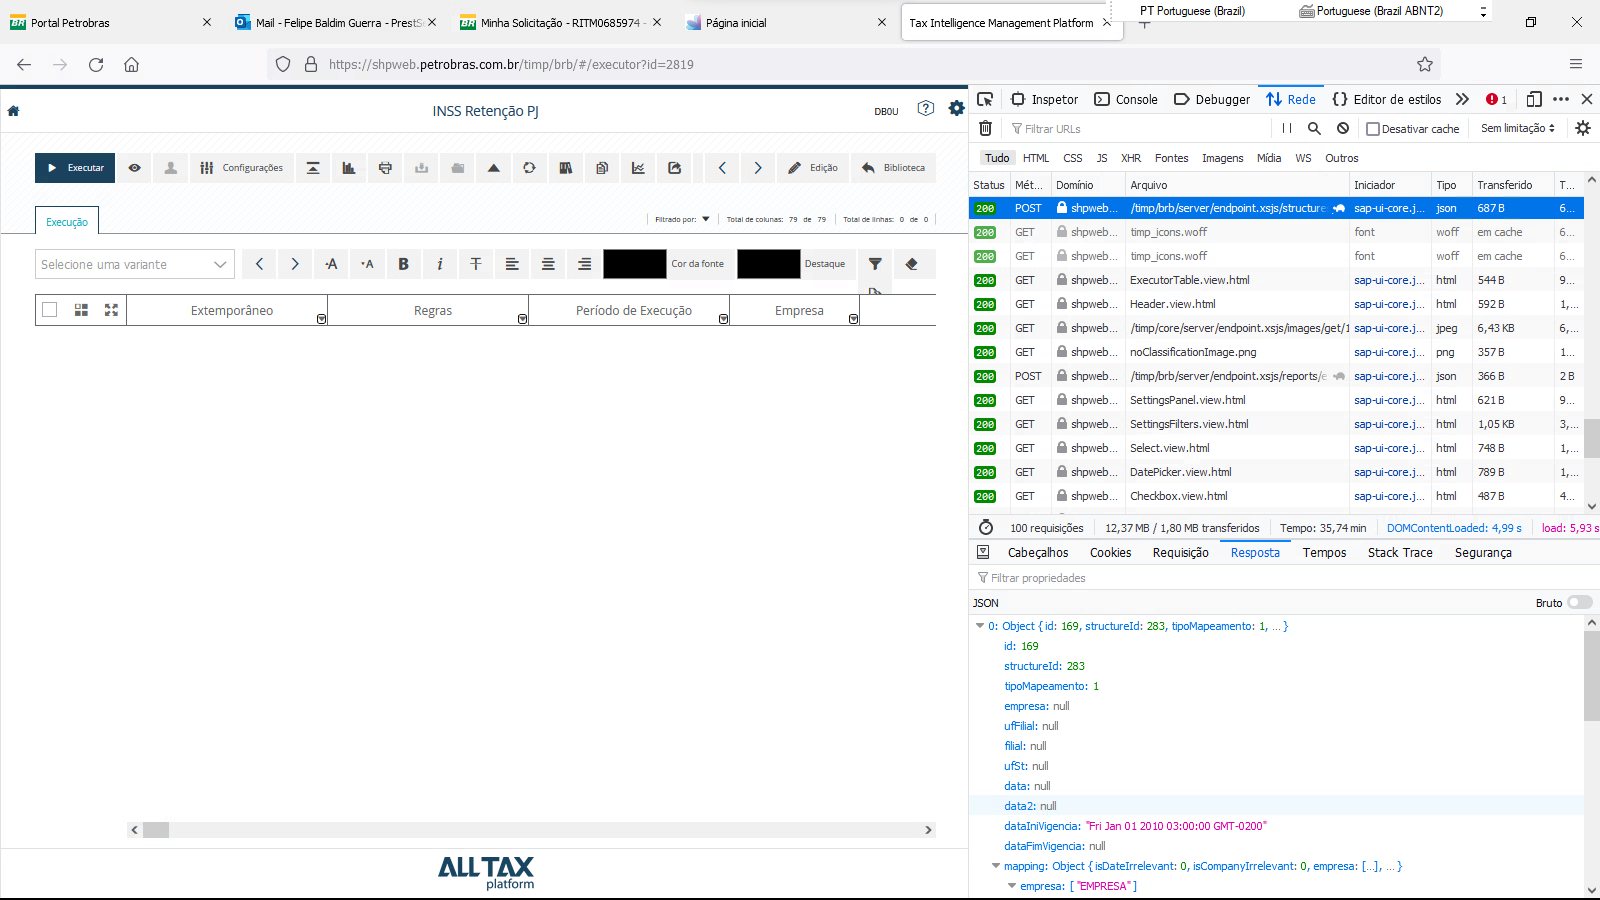 Portal Petrobras
Mail - Felipe Baldim Guerra - PrestSe
Minha Solicitação - RITM0685974 -
Página inicial
Tax Intelligence Management Platform
PT Portuguese (Brazil)
Portuguese (Brazil ABNT2)
https://shpweb.petrobras.com.br/timp/brb/#/executor?id=2819
INSS Retenção PJ
DB0U
Executar
Configurações
Edição
Biblioteca
Execução
Filtrado por:
Total de colunas: 79 de 79
Total de linhas: 0 de 0
Selecione uma variante
-A
+A
B
i
T
Cor da fonte
Destaque
Extemporâneo
Regras
Período de Execução
Empresa
ALLTAX
platform
Inspetor
Console
Debugger
Rede
Editor de estilos
1
Filtrar URLs
Desativar cache
Sem limitação
Tudo HTML CSS JS XHR Fontes Imagens Mídia WS Outros
Status Mét... Domínio Arquivo Iniciador Tipo Transferido T...
200 POST shpweb... /timp/brb/server/endpoint.xsjs/structure sap-ui-core.j... json 687 B 6...
200 GET shpweb... timp_icons.woff font woff em cache 6...
200 GET shpweb... timp_icons.woff font woff em cache 6...
200 GET shpweb... ExecutorTable.view.html sap-ui-core.j... html 544 B 9...
200 GET shpweb... Header.view.html sap-ui-core.j... html 592 B 1,...
200 GET shpweb... /timp/core/server/endpoint.xsjs/images/get/1 sap-ui-core.j... jpeg 6,43 KB 6,...
200 GET shpweb... noClassificationImage.png sap-ui-core.j... png 357 B 1...
200 POST shpweb... /timp/brb/server/endpoint.xsjs/reports/e sap-ui-core.j... json 366 B 2 B
200 GET shpweb... SettingsPanel.view.html sap-ui-core.j... html 621 B 9...
200 GET shpweb... SettingsFilters.view.html sap-ui-core.j... html 1,05 KB 3,...
200 GET shpweb... Select.view.html sap-ui-core.j... html 748 B 1,...
200 GET shpweb... DatePicker.view.html sap-ui-core.j... html 789 B 1,...
200 GET shpweb... Checkbox.view.html sap-ui-core.j... html 487 B 4...
100 requisições
12,37 MB / 1,80 MB transferidos
Tempo: 35,74 min
DOMContentLoaded: 4,99 s
load: 5,93 s
Cabeçalhos Cookies Requisição Resposta Tempos Stack Trace Segurança
Filtrar propriedades
JSON
Bruto
0: Object { id: 169, structureId: 283, tipoMapeamento: 1, ... }
id: 169
structureId: 283
tipoMapeamento: 1
empresa: null
ufFilial: null
filial: null
ufSt: null
data: null
data2: null
dataIniVigencia: "Fri Jan 01 2010 03:00:00 GMT-0200"
dataFimVigencia: null
mapping: Object { isDateIrrelevant: 0, isCompanyIrrelevant: 0, empresa: [...], ... }
empresa: [ "EMPRESA" ]